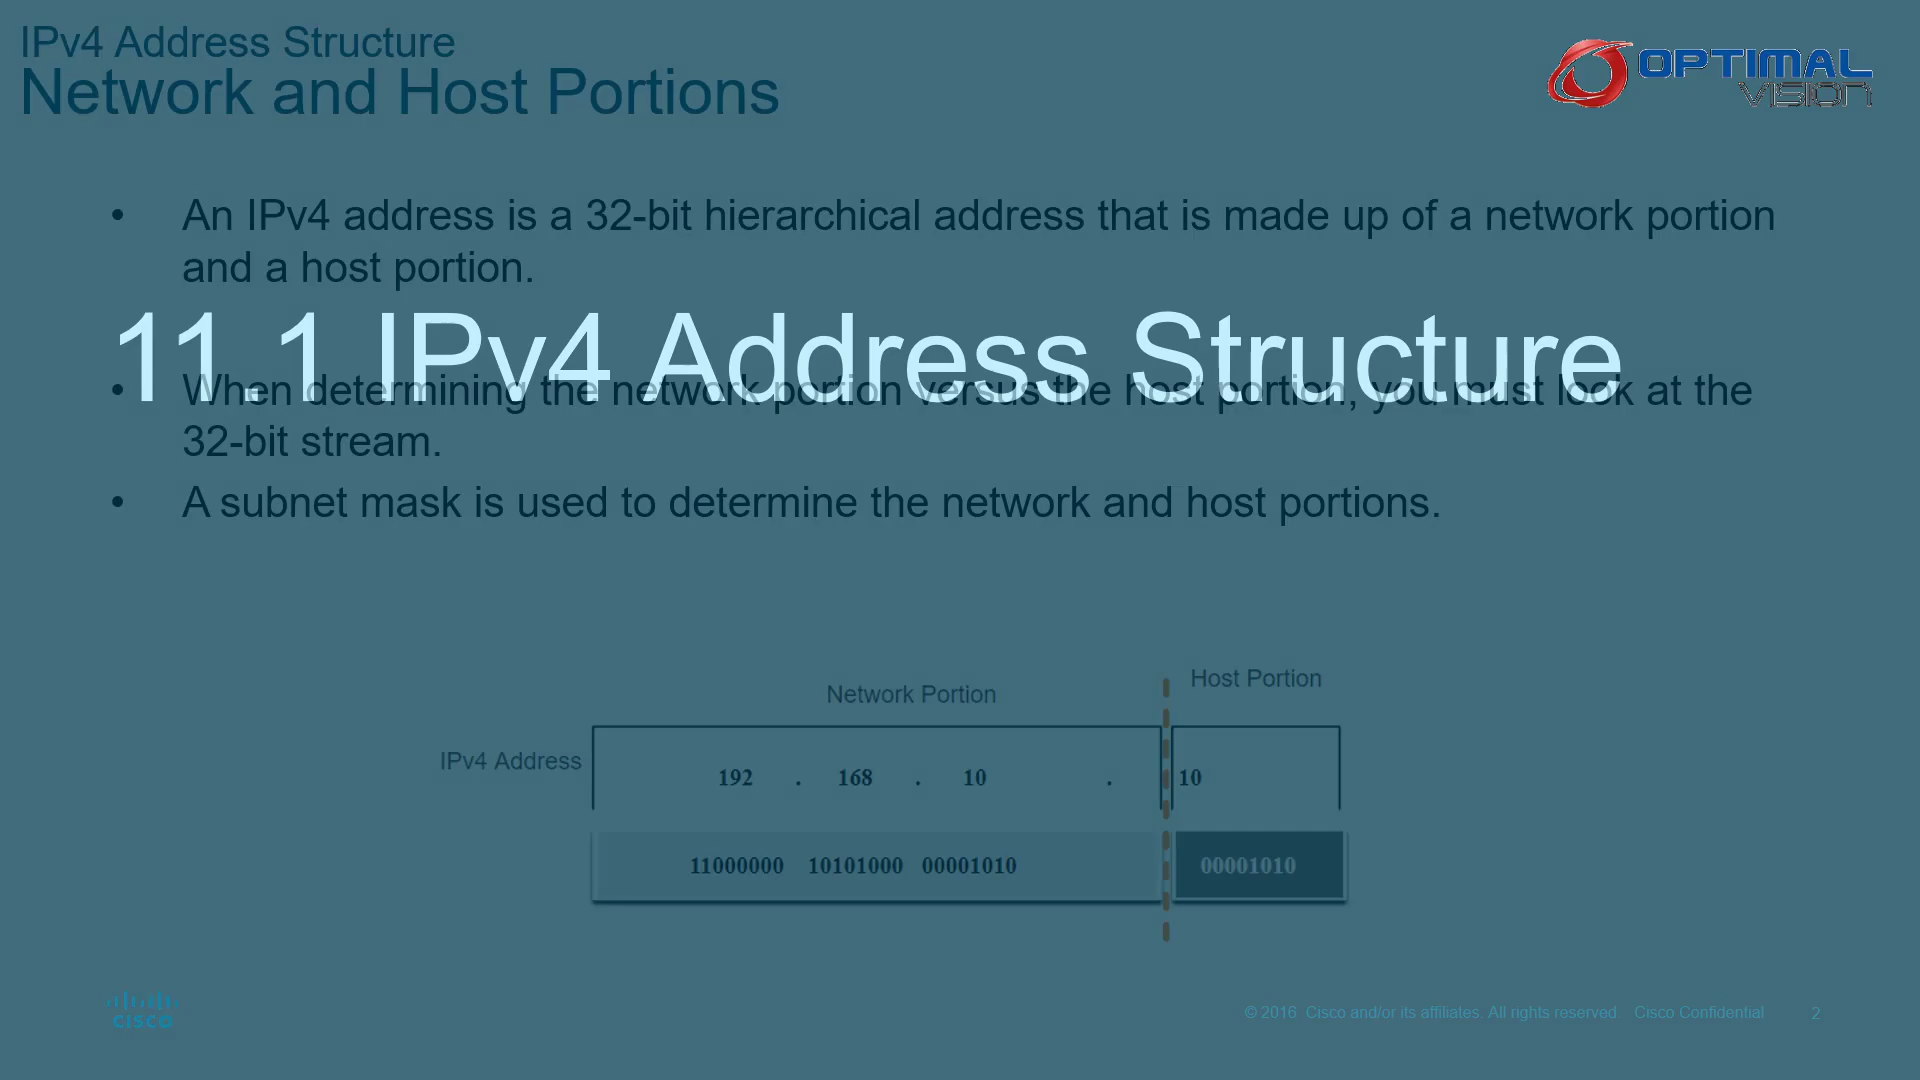 IPv4 Address Structure
Network and Host Portions
OPTIMAL
VISION
• An IPv4 address is a 32-bit hierarchical address that is made up of a network portion
and a host portion.
11.1 IPv4 Address Structure
• When determining the network portion versus the host portion, you must look at the
32-bit stream.
• A subnet mask is used to determine the network and host portions.
Network Portion
Host Portion
IPv4 Address
192 . 168 . 10 . 10
11000000 10101000 00001010 00001010
CISCO
© 2016 Cisco and/or its affiliates. All rights reserved Cisco Confidential 2